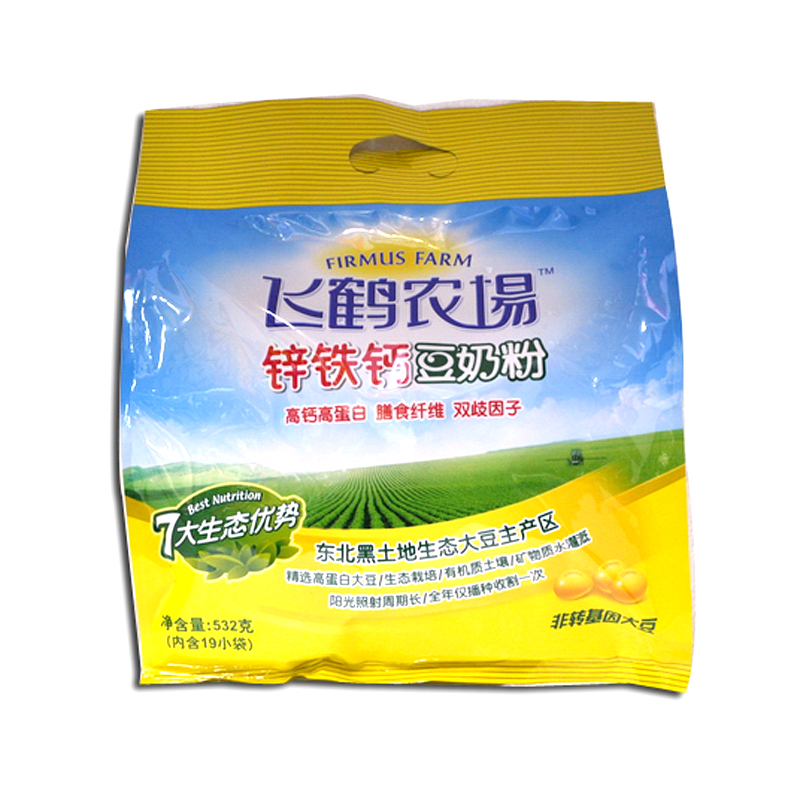 FIRMUS FARM
飞鹤农場™
锌铁钙豆奶粉
高钙高蛋白 膳食纤维 双歧因子
Best Nutrition
7大生态优势
东北黑土地生态大豆主产区
精选高蛋白大豆/生态栽培/有机质土壤/矿物质水灌溉
阳光照射周期长/全年仅播种收割一次
净含量:532克
(内含19小袋)
非转基因大豆